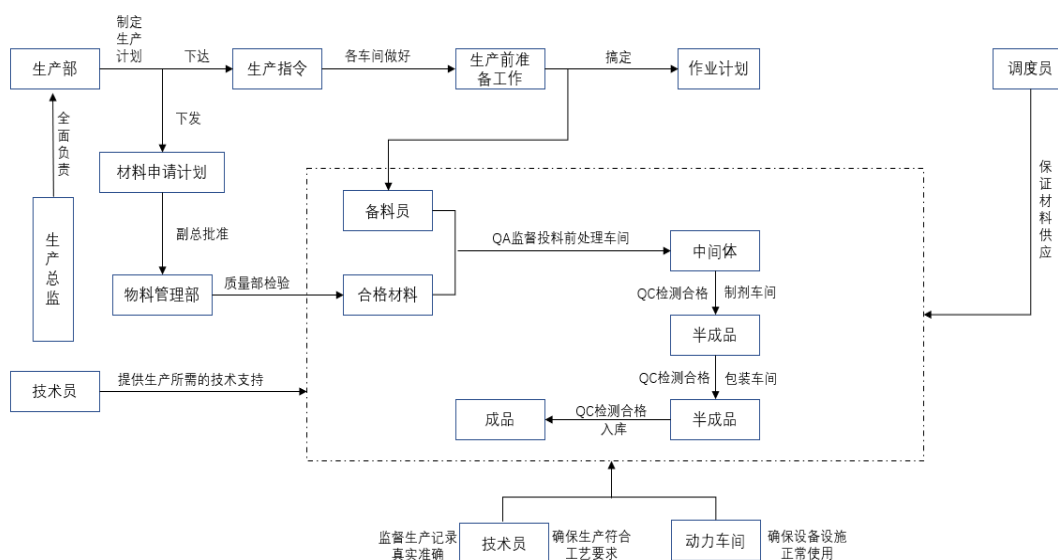 制定
生产
计划
生产部
下达
生产指令
各车间做好
生产前准
备工作
搞定
作业计划
调度员
全面负责
下发
材料申请计划
保证材料供应
备料员
生产总监
副总批准
QA监督投料前处理车间
中间体
物料管理部
质量部检验
合格材料
QC检测合格
制剂车间
半成品
技术员
提供生产所需的技术支持
QC检测合格
包装车间
成品
QC检测合格
入库
半成品
监督生产记录
真实准确
技术员
确保生产符合
工艺要求
动力车间
确保设备设施
正常使用